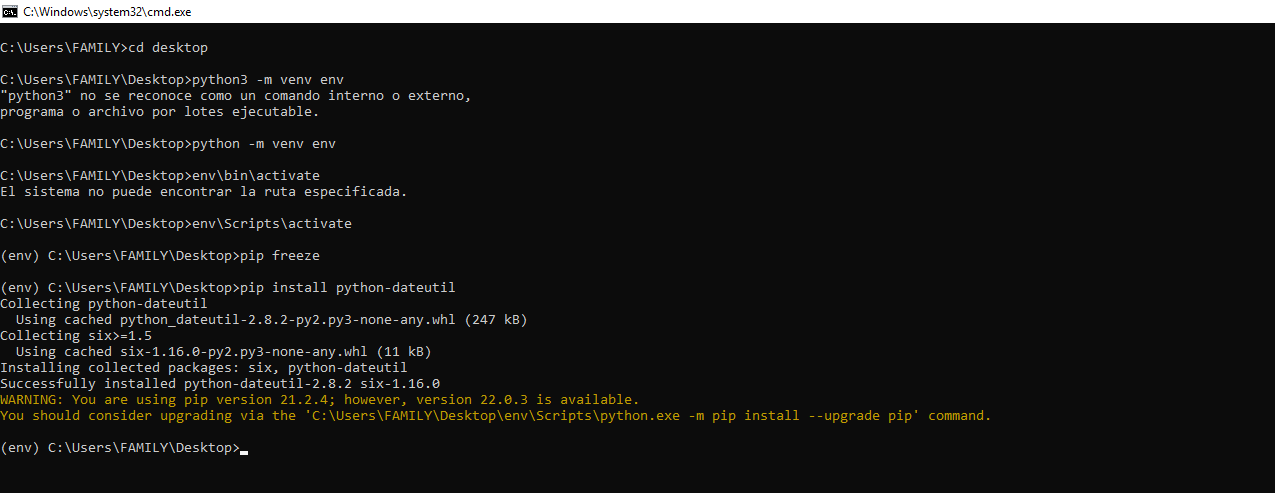 C:\Windows\system32\cmd.exe
C:\Users\FAMILY>cd desktop
C:\Users\FAMILY\Desktop>python3 -m venv env
"python3" no se reconoce como un comando interno o externo,
programa o archivo por lotes ejecutable.
C:\Users\FAMILY\Desktop>python -m venv env
C:\Users\FAMILY\Desktop>env\bin\activate
El sistema no puede encontrar la ruta especificada.
C:\Users\FAMILY\Desktop>env\Scripts\activate
(env) C:\Users\FAMILY\Desktop>pip freeze
(env) C:\Users\FAMILY\Desktop>pip install python-dateutil
Collecting python-dateutil
  Using cached python_dateutil-2.8.2-py2.py3-none-any.whl (247 kB)
Collecting six>=1.5
  Using cached six-1.16.0-py2.py3-none-any.whl (11 kB)
Installing collected packages: six, python-dateutil
Successfully installed python-dateutil-2.8.2 six-1.16.0
WARNING: You are using pip version 21.2.4; however, version 22.0.3 is available.
You should consider upgrading via the 'C:\Users\FAMILY\Desktop\env\Scripts\python.exe -m pip install --upgrade pip' command.
(env) C:\Users\FAMILY\Desktop>